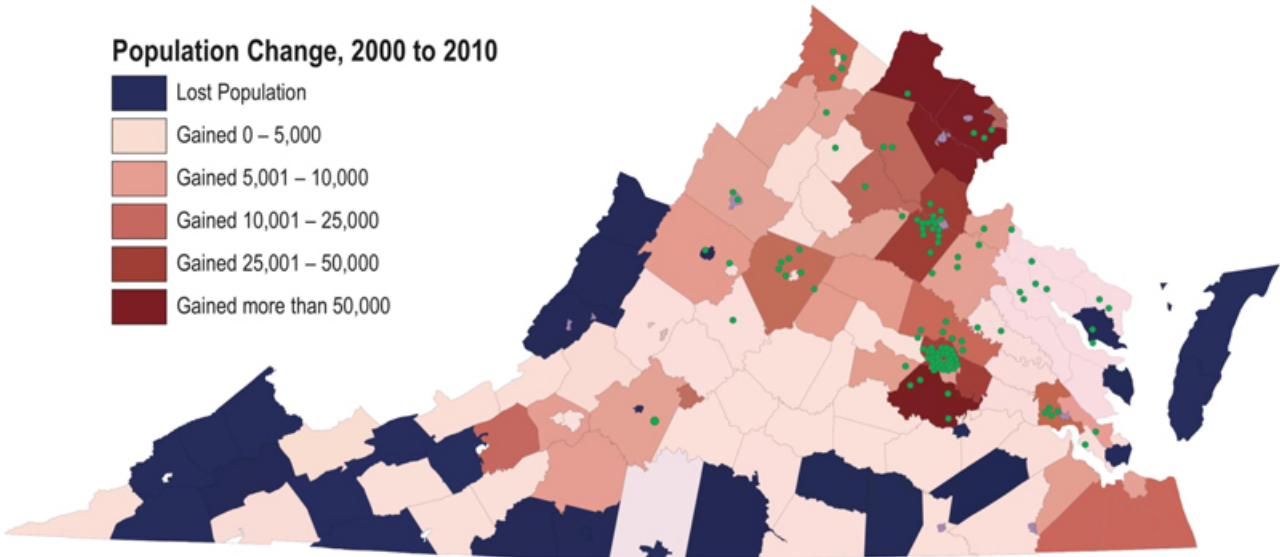 Population Change, 2000 to 2010
Lost Population
Gained 0 – 5,000
Gained 5,001 – 10,000
Gained 10,001 – 25,000
Gained 25,001 – 50,000
Gained more than 50,000